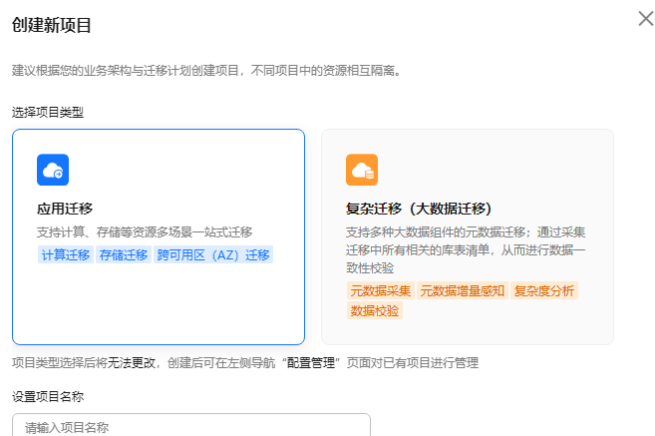 创建新项目
建议根据您的业务架构与迁移计划创建项目，不同项目中的资源相互隔离。
选择项目类型
应用迁移
支持计算、存储等资源多场景一站式迁移
计算迁移 存储迁移 跨可用区（AZ）迁移
复杂迁移（大数据迁移）
支持多种大数据组件的元数据迁移；通过采集
迁移中所有相关的库表清单，从而进行数据一
致性校验
元数据采集 元数据增量感知 复杂度分析
数据校验
项目类型选择后将无法更改，创建后可在左侧导航“配置管理”页面对已有项目进行管理
设置项目名称
请输入项目名称